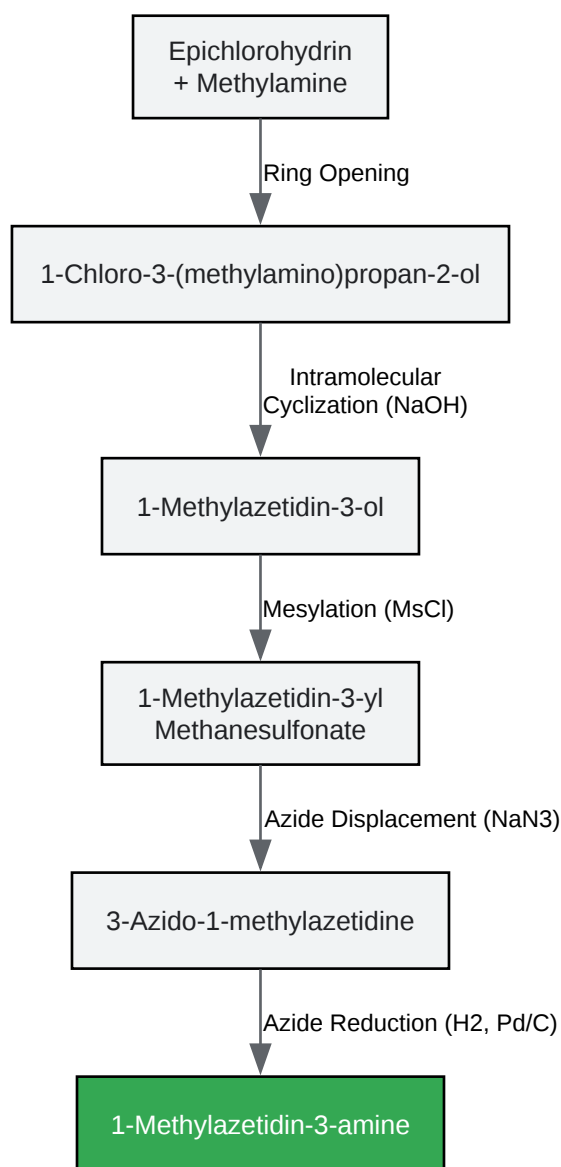 Epichlorohydrin
+ Methylamine
Ring Opening
1-Chloro-3-(methylamino)propan-2-ol
Intramolecular
Cyclization (NaOH)
1-Methylazetidin-3-ol
Mesylation (MsCl)
1-Methylazetidin-3-yl
Methanesulfonate
Azide Displacement (NaN3)
3-Azido-1-methylazetidine
Azide Reduction (H2, Pd/C)
1-Methylazetidin-3-amine